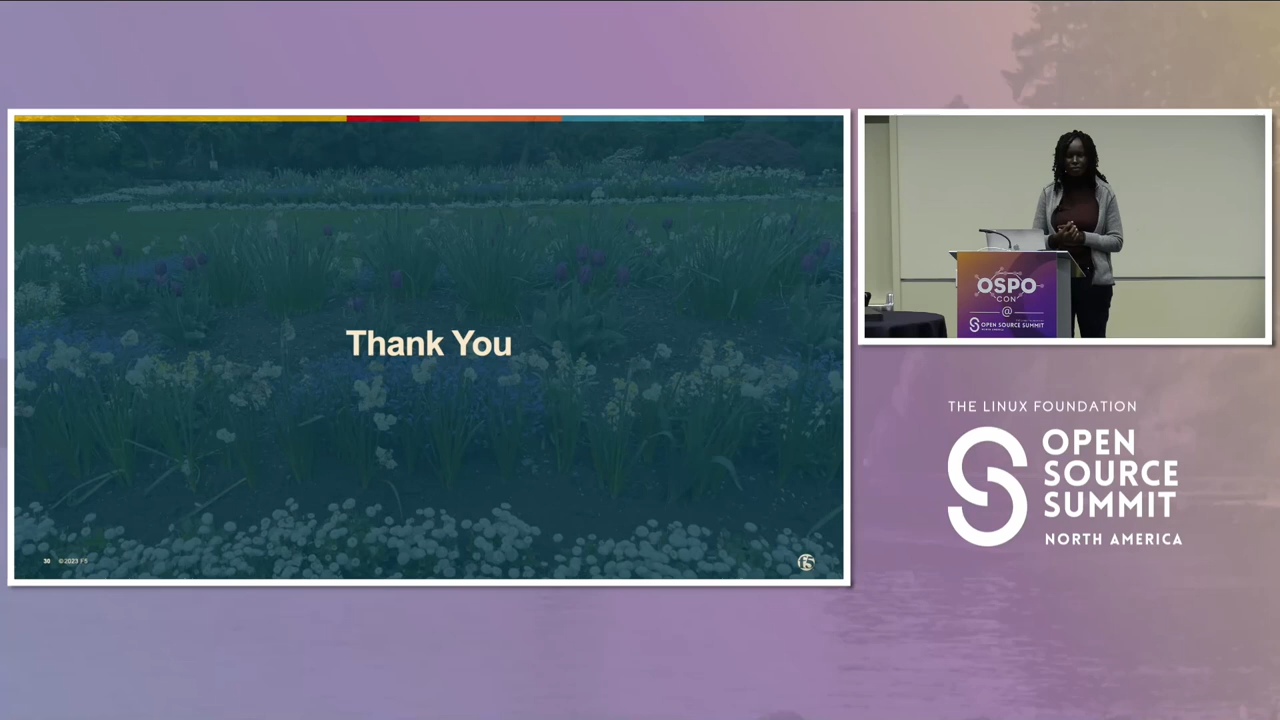 Thank You
30 ©2023 F5
OSPO
CON
@
OPEN SOURCE SUMMIT
THE LINUX FOUNDATION
OPEN
SOURCE
SUMMIT
NORTH AMERICA